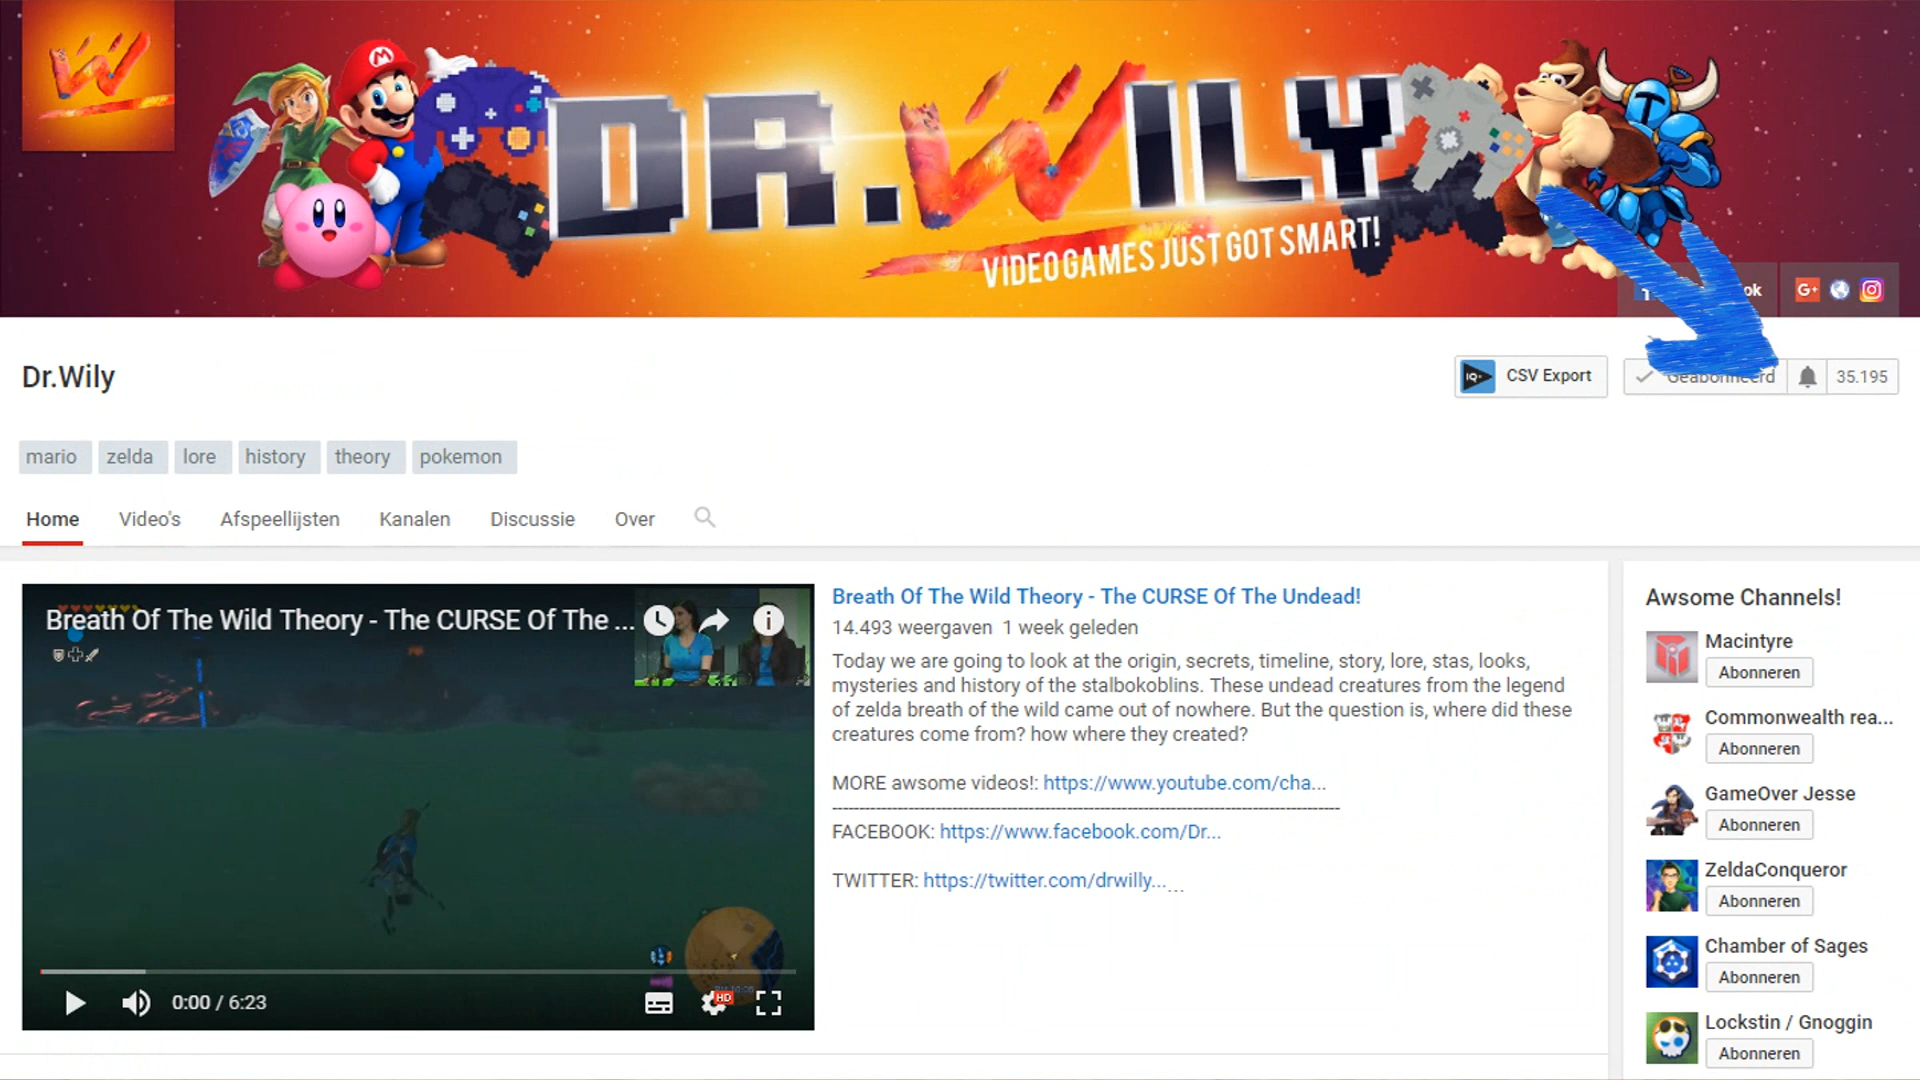 DR.WILY
VIDEOGAMES JUST GOT SMART!
ok
Dr.Wily
CSV Export
Geabonneerd
35.195
mario zelda lore history theory pokemon
Home Video's Afspeellijsten Kanalen Discussie Over
Breath Of The Wild Theory - The CURSE Of The ...
0:00 / 6:23
HD
Breath Of The Wild Theory - The CURSE Of The Undead!
14.493 weergaven 1 week geleden
Today we are going to look at the origin, secrets, timeline, story, lore, stas, looks,
mysteries and history of the stalbokoblins. These undead creatures from the legend
of zelda breath of the wild came out of nowhere. But the question is, where did these
creatures come from? how where they created?
MORE awsome videos!: https://www.youtube.com/cha...
--------------------------------------------------------------------------------
FACEBOOK: https://www.facebook.com/Dr...
TWITTER: https://twitter.com/drwilly... ...
Awsome Channels!
Macintyre
Abonneren
Commonwealth rea...
Abonneren
GameOver Jesse
Abonneren
ZeldaConqueror
Abonneren
Chamber of Sages
Abonneren
Lockstin / Gnoggin
Abonneren